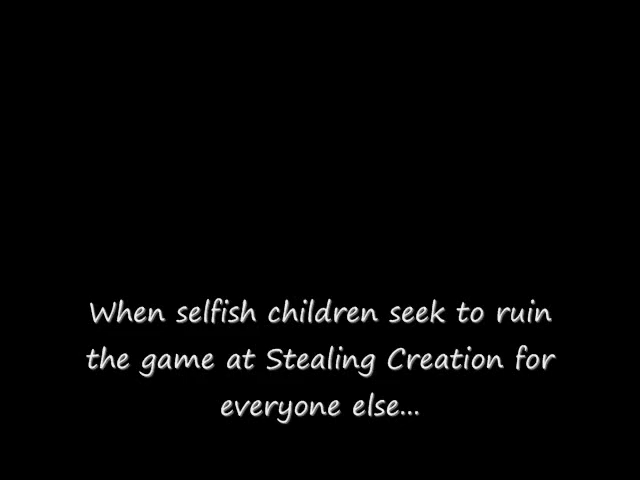 When selfish children seek to ruin
the game at Stealing Creation for
everyone else...